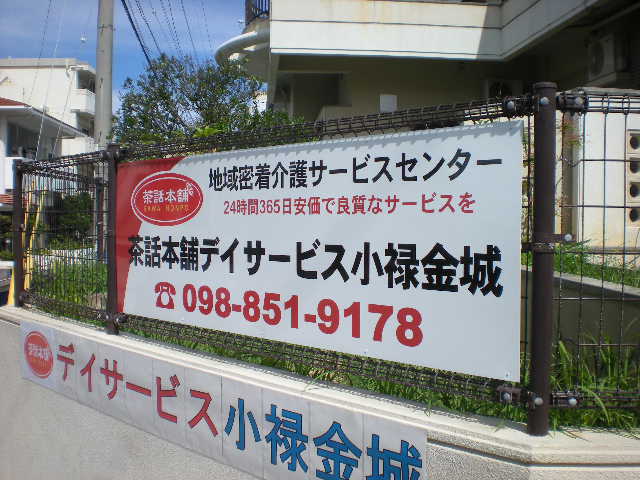 茶話本舗
SAWA HONPO
地域密着介護サービスセンター
24時間365日安価で良質なサービスを
茶話本舗デイサービス小禄金城
☎098-851-9178
茶話本舗
デイサービス小禄金城